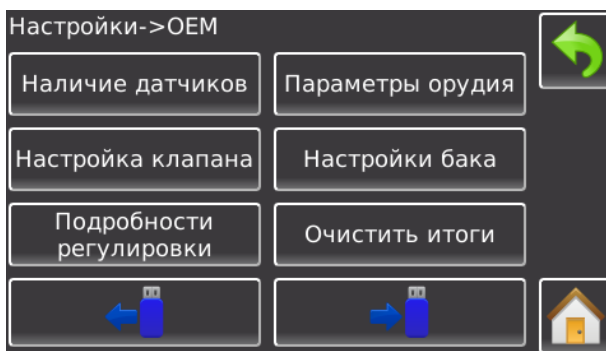 Настройки->OEM
Наличие датчиков
Параметры орудия
Настройка клапана
Настройки бака
Подробности
регулировки
Очистить итоги